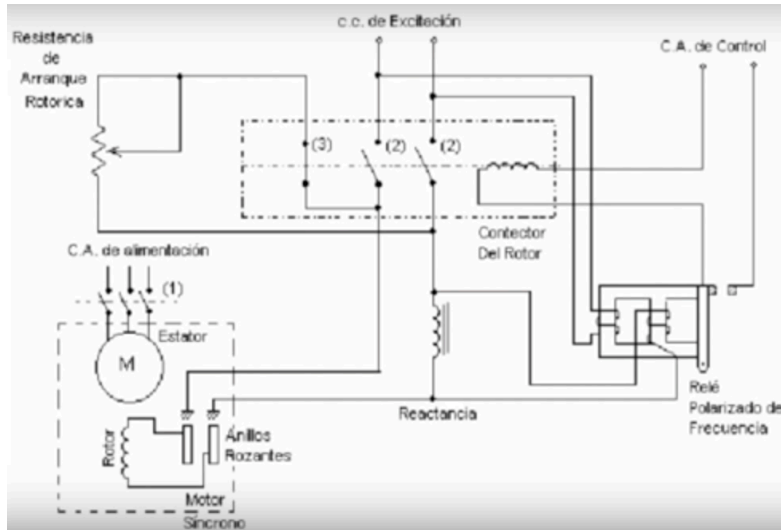 c.c. de Excitación
Resistencia
de
Arranque
Rotorica
C.A. de Control
(3)
(2)
(2)
Contector
Del Rotor
C.A. de alimentación
(1)
Estator
M
Reactancia
Relé
Polarizado de
Frecuencia
Rotor
Anillos
Rozantes
Motor
Síncrono